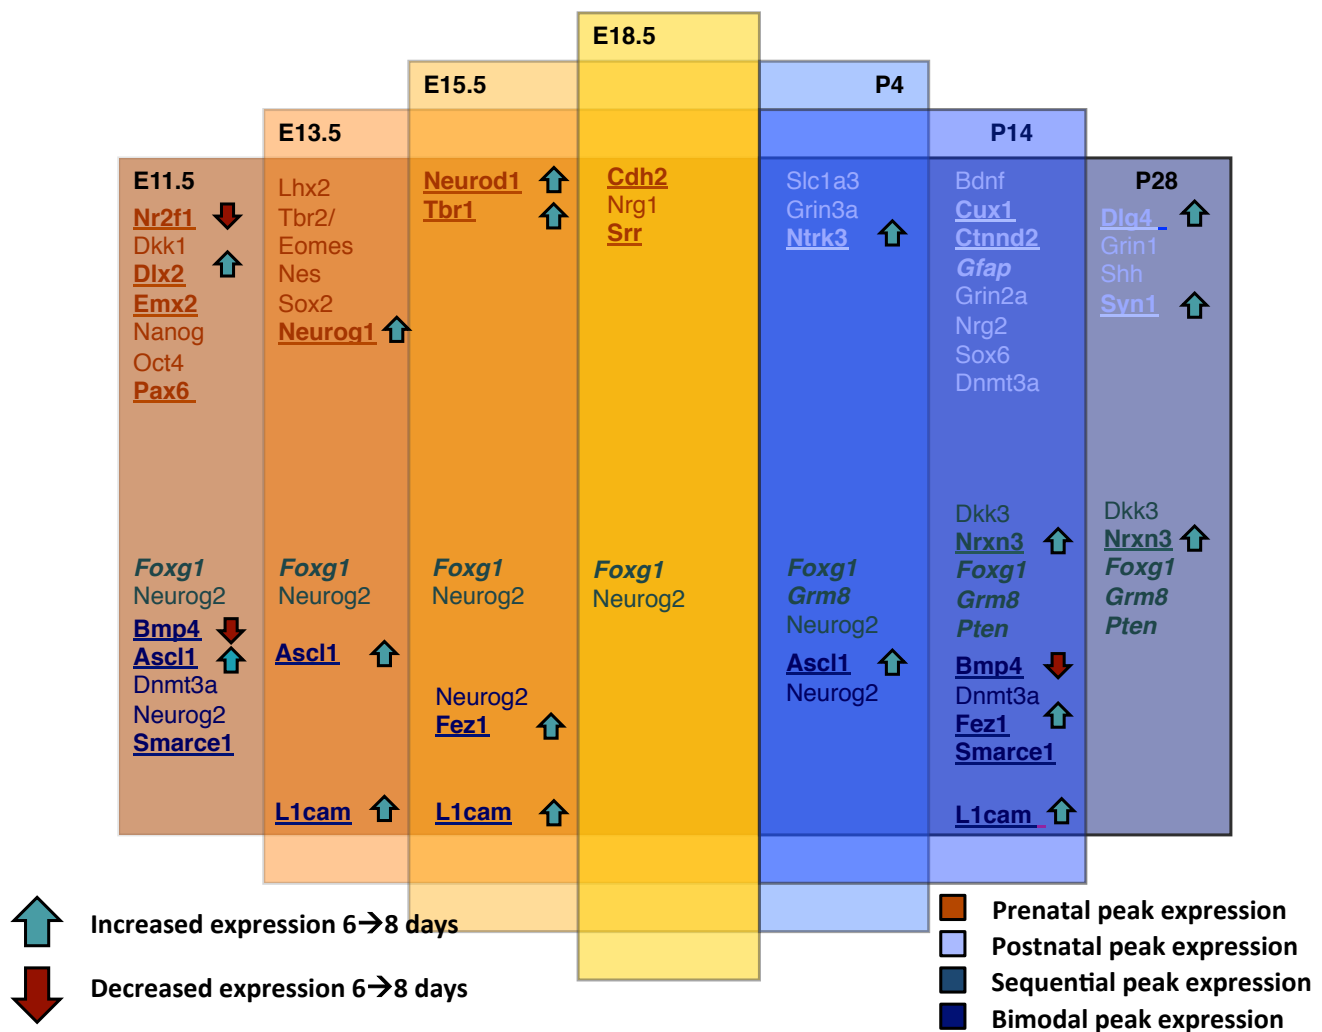 E18.5
E15.5
P4
E13.5
P14
E11.5
Nr2f1
Dkk1
Dlx2
Emx2
Nanog
Oct4
Pax6
Foxg1
Neurog2
Bmp4
Ascl1
Dnmt3a
Neurog2
Smarce1
Lhx2
Tbr2/
Eomes
Nes
Sox2
Neurog1
Foxg1
Neurog2
Ascl1
L1cam
Neurod1
Tbr1
Foxg1
Neurog2
Neurog2
Fez1
L1cam
Cdh2
Nrg1
Srr
Foxg1
Neurog2
Slc1a3
Grin3a
Ntrk3
Foxg1
Grm8
Neurog2
Ascl1
Neurog2
Bdnf
Cux1
Ctnnd2
Gfap
Grin2a
Nrg2
Sox6
Dnmt3a
Dkk3
Nrxn3
Foxg1
Grm8
Pten
Bmp4
Dnmt3a
Fez1
Smarce1
L1cam
P28
Dlg4
Grin1
Shh
Syn1
Dkk3
Nrxn3
Foxg1
Grm8
Pten
Increased expression 6→8 days
Decreased expression 6→8 days
Prenatal peak expression
Postnatal peak expression
Sequential peak expression
Bimodal peak expression